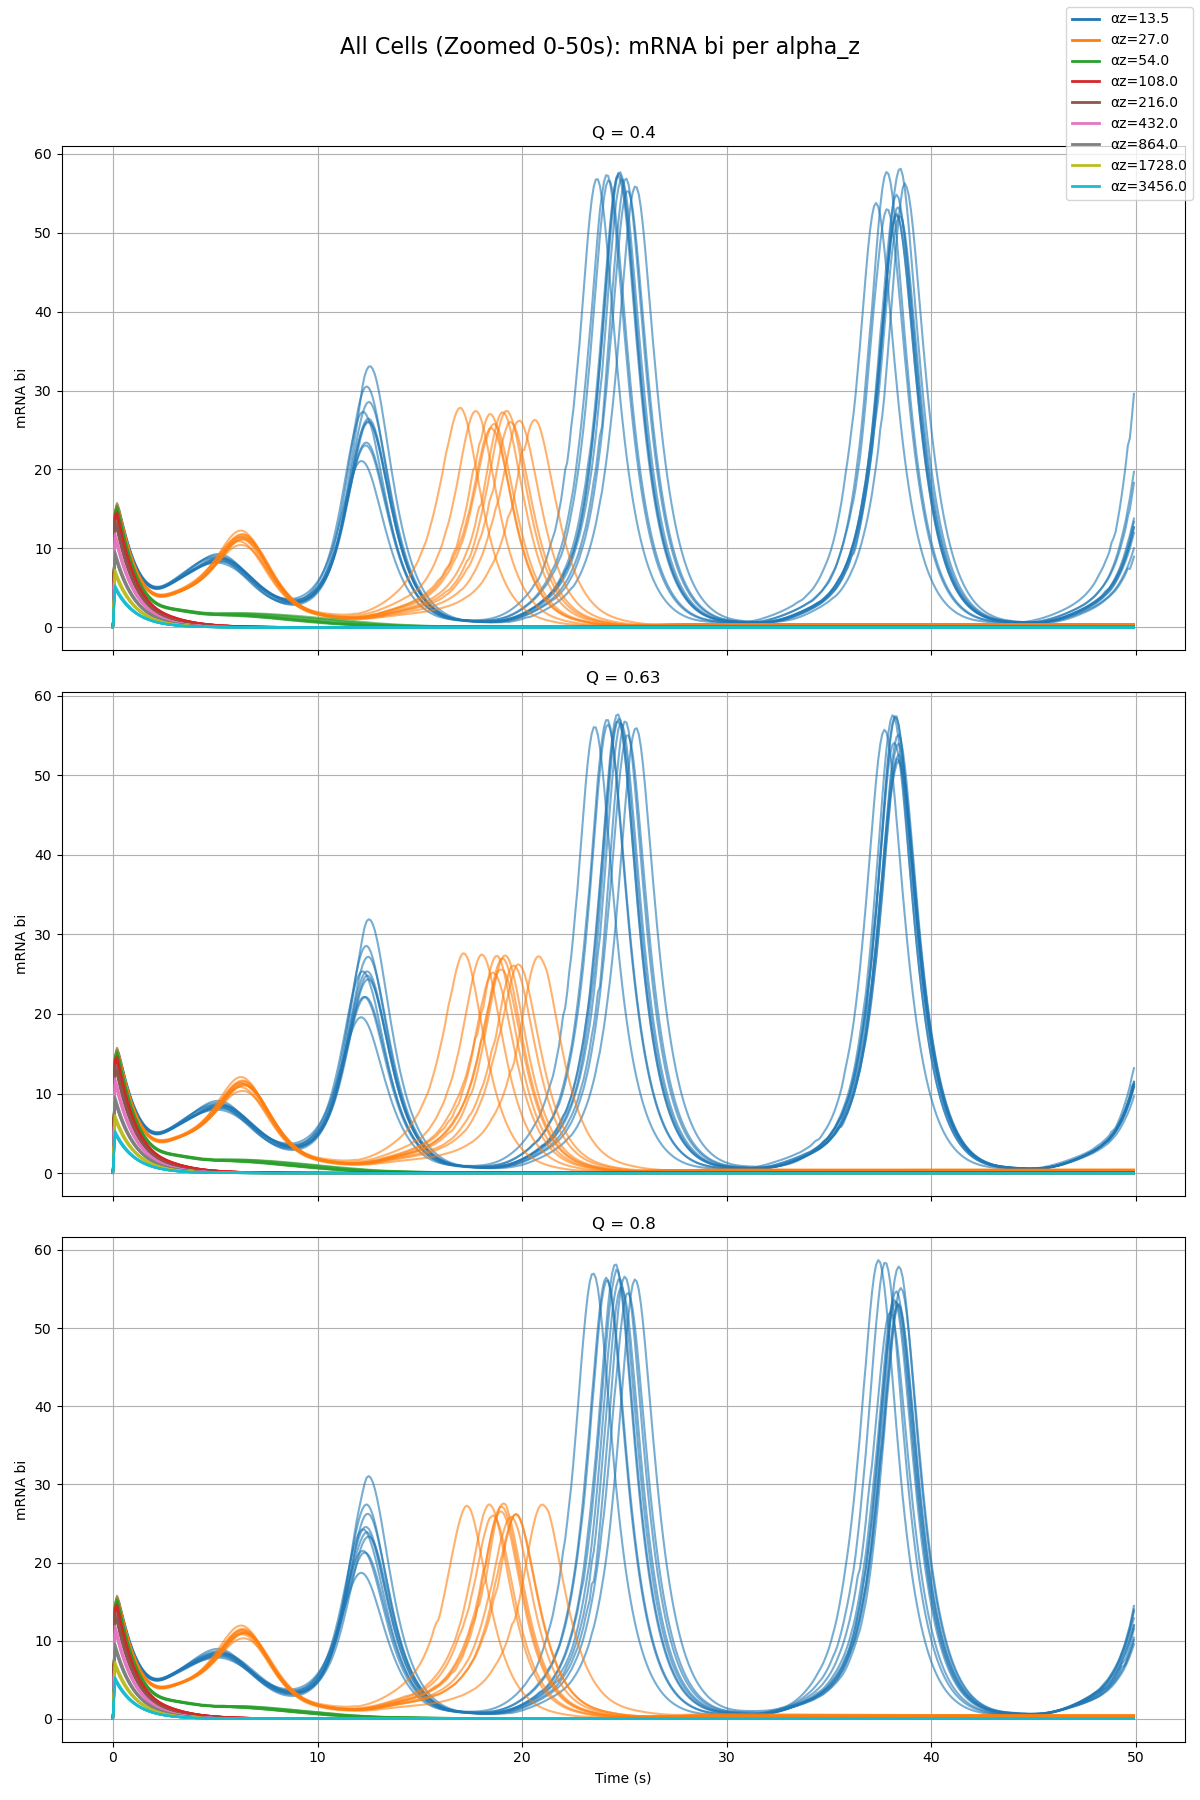 All Cells (Zoomed 0-50s): mRNA bi per alpha_z
αz=13.5
αz=27.0
αz=54.0
αz=108.0
αz=216.0
αz=432.0
αz=864.0
αz=1728.0
αz=3456.0
Q = 0.4
60
50
40
30
20
10
0
mRNA bi
Q = 0.63
60
50
40
30
20
10
0
mRNA bi
Q = 0.8
60
50
40
30
20
10
0
mRNA bi
0 10 20 30 40 50
Time (s)